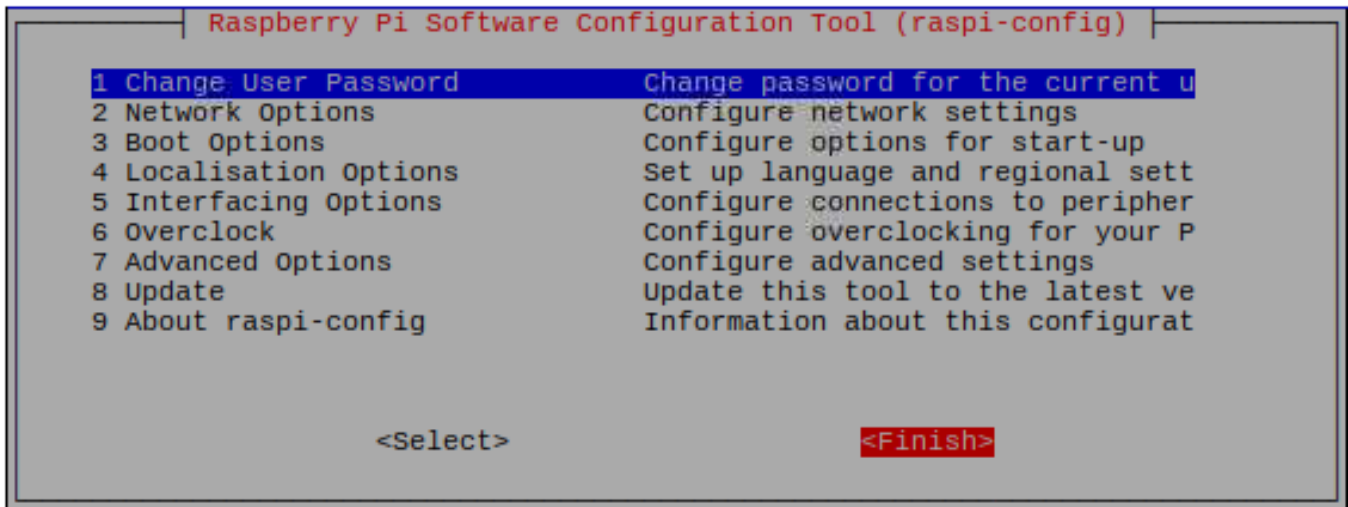 Raspberry Pi Software Configuration Tool (raspi-config)
1 Change User Password Change password for the current u
2 Network Options Configure network settings
3 Boot Options Configure options for start-up
4 Localisation Options Set up language and regional sett
5 Interfacing Options Configure connections to peripher
6 Overclock Configure overclocking for your P
7 Advanced Options Configure advanced settings
8 Update Update this tool to the latest ve
9 About raspi-config Information about this configurat
<Select> <Finish>